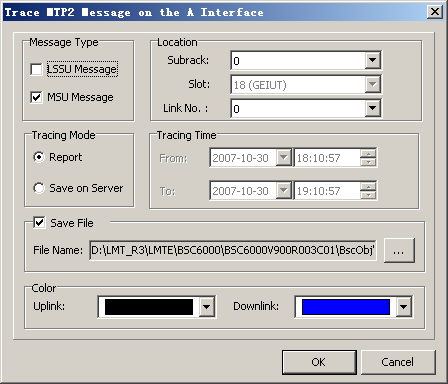 Trace MTP2 Message on the A Interface
Message Type
LSSU Message
MSU Message
Location
Subrack: 0
Slot: 18 (GEIUT)
Link No. : 0
Tracing Mode
Report
Save on Server
Tracing Time
From: 2007-10-30 18:10:57
To: 2007-10-30 19:10:57
Save File
File Name: D:\LMT_R3\LMTE\BSC6000\BSC6000V900R003C01\BscObj\ ...
Color
Uplink: Downlink:
OK Cancel